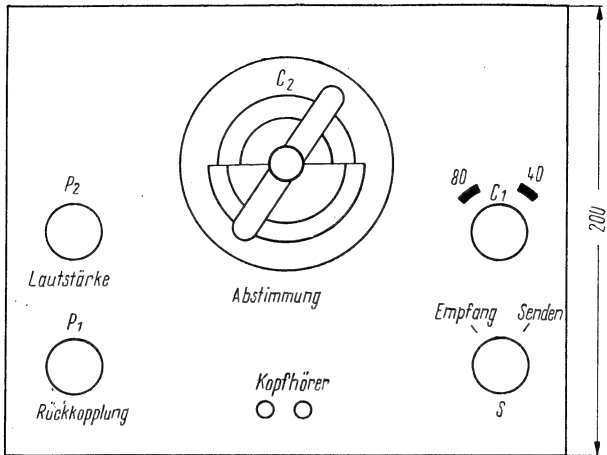 C2
P2
80
40
C1
200
Lautstärke
Abstimmung
Empfang
Senden
P1
Kopfhörer
Rückkopplung
S